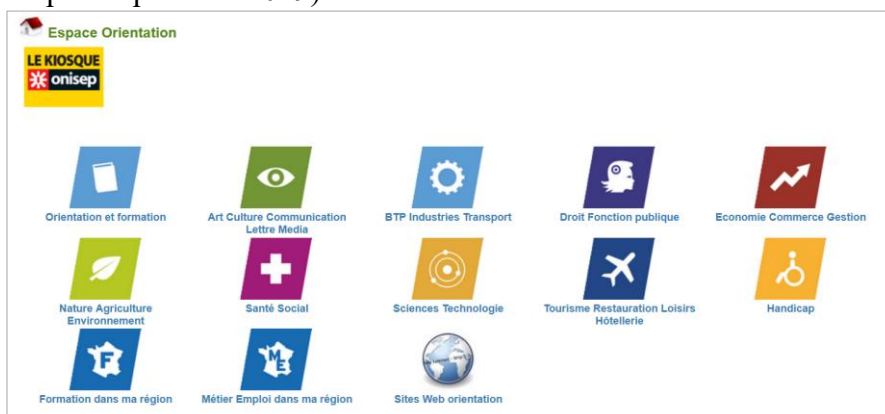 Espace Orientation
LE KIOSQUE
onisep
Orientation et formation
Art Culture Communication
Lettre Media
BTP Industries Transport
Droit Fonction publique
Economie Commerce Gestion
Nature Agriculture
Environnement
Santé Social
Sciences Technologie
Tourisme Restauration Loisirs
Hôtellerie
Handicap
F
Formation dans ma région
ME
Métier Emploi dans ma région
Sites Web orientation